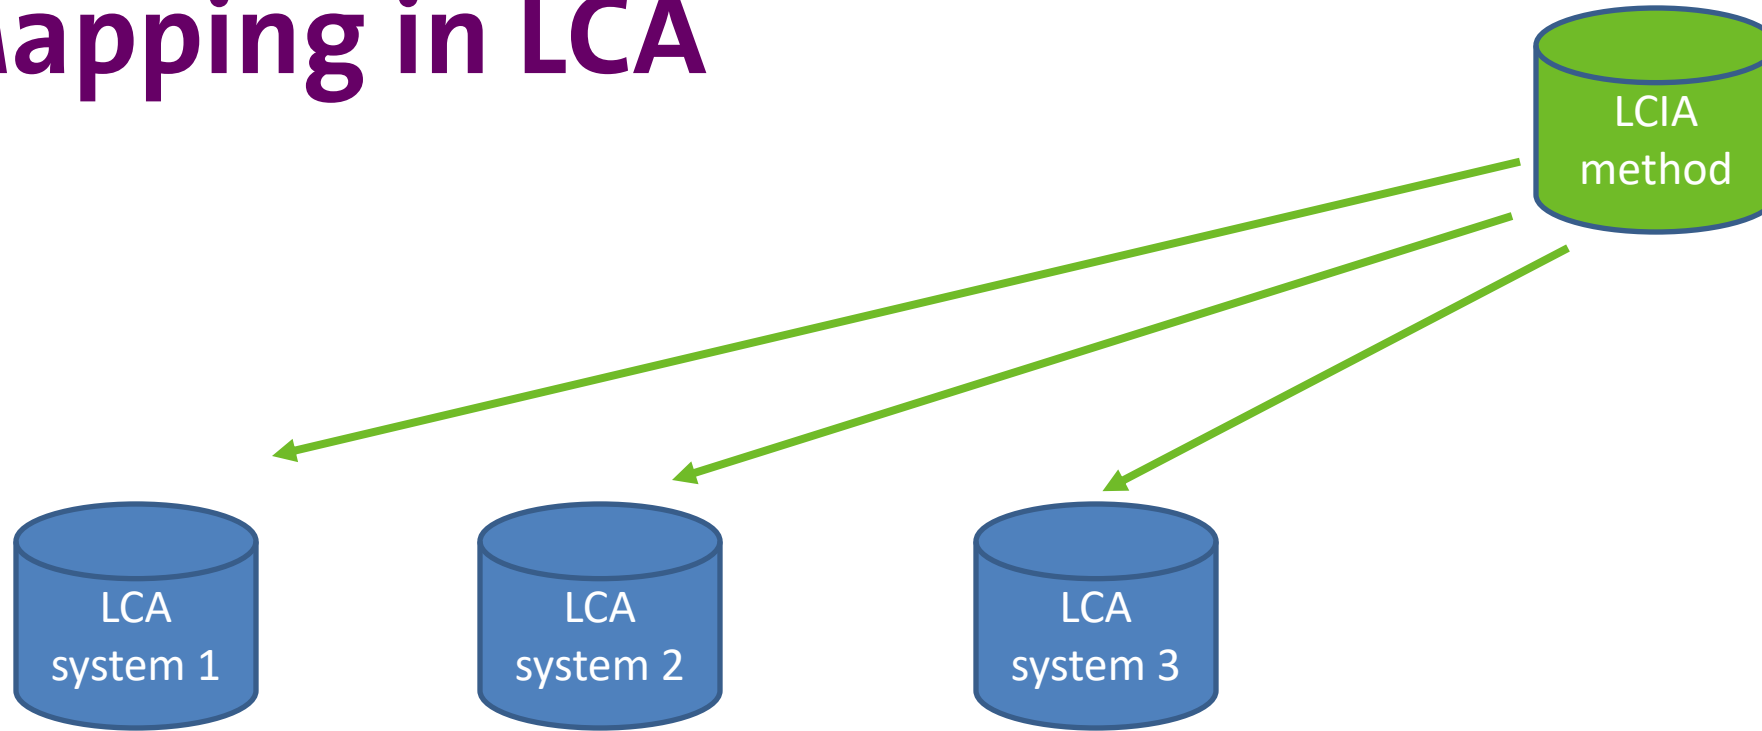 apping in LCA
LCIA
method
LCA
system 1
LCA
system 2
LCA
system 3